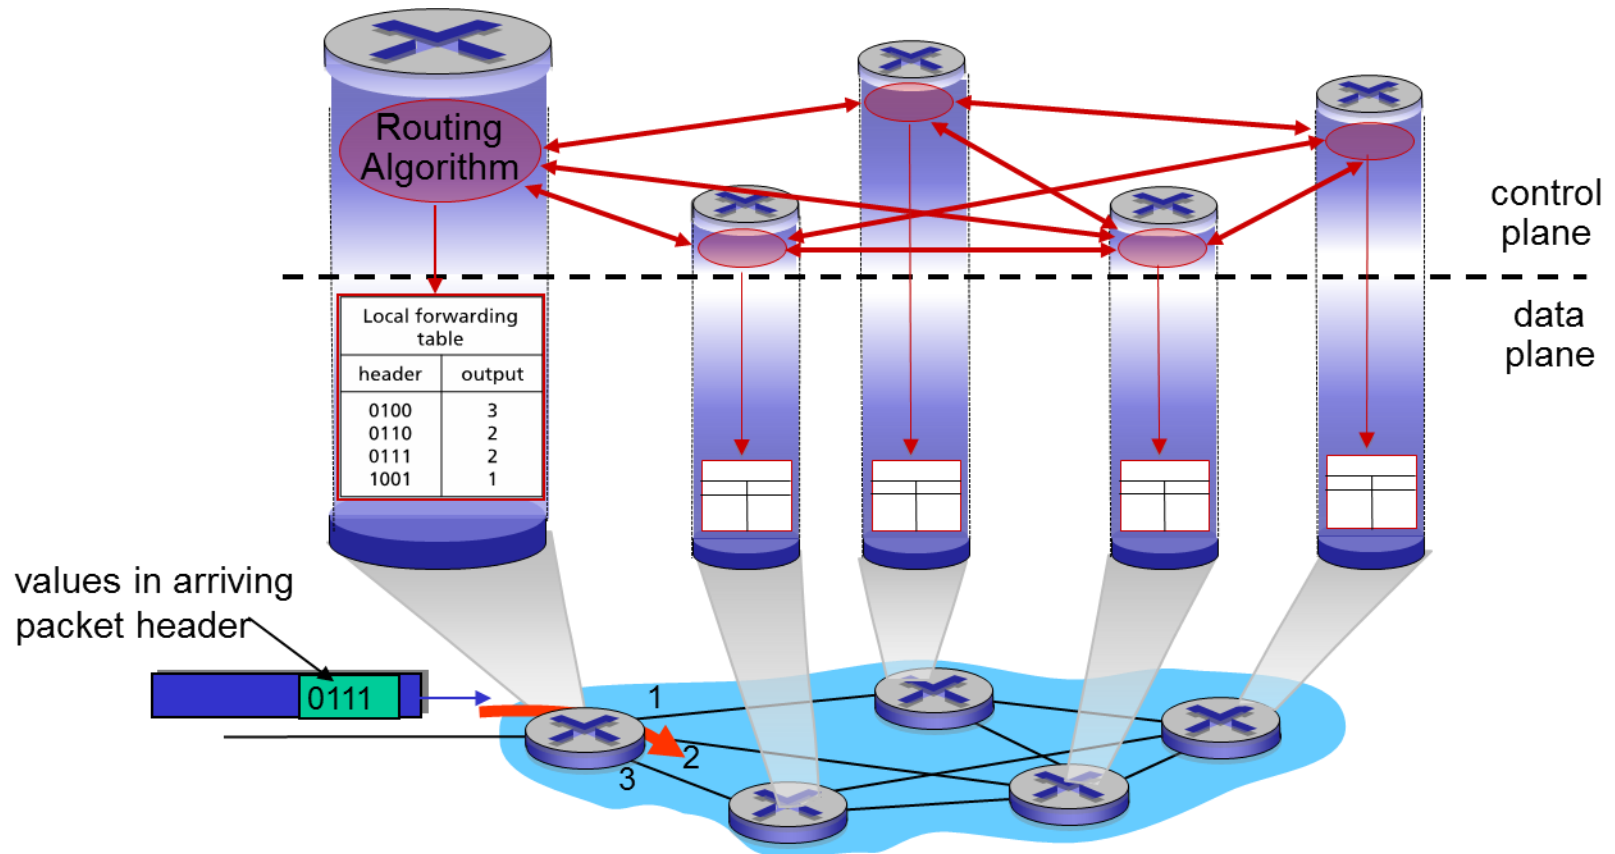 Routing
Algorithm
control
plane
data
plane
Local forwarding
table
header output
0100 3
0110 2
0111 2
1001 1
values in arriving
packet header
0111
1
2
3